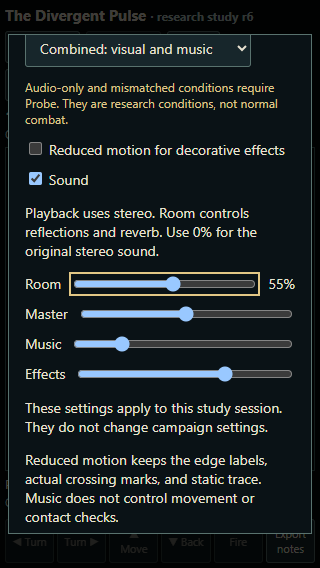 The Divergent Pulse · research study r6
Combined: visual and music
Audio-only and mismatched conditions require
Probe. They are research conditions, not normal
combat.
Reduced motion for decorative effects
Sound
Playback uses stereo. Room controls
reflections and reverb. Use 0% for the
original stereo sound.
Room 55%
Master
Music
Effects
These settings apply to this study session.
They do not change campaign settings.
Reduced motion keeps the edge labels,
actual crossing marks, and static trace.
Music does not control movement or
contact checks.
◀ Turn Turn ▶ Move ▼ Back Fire Export
notes